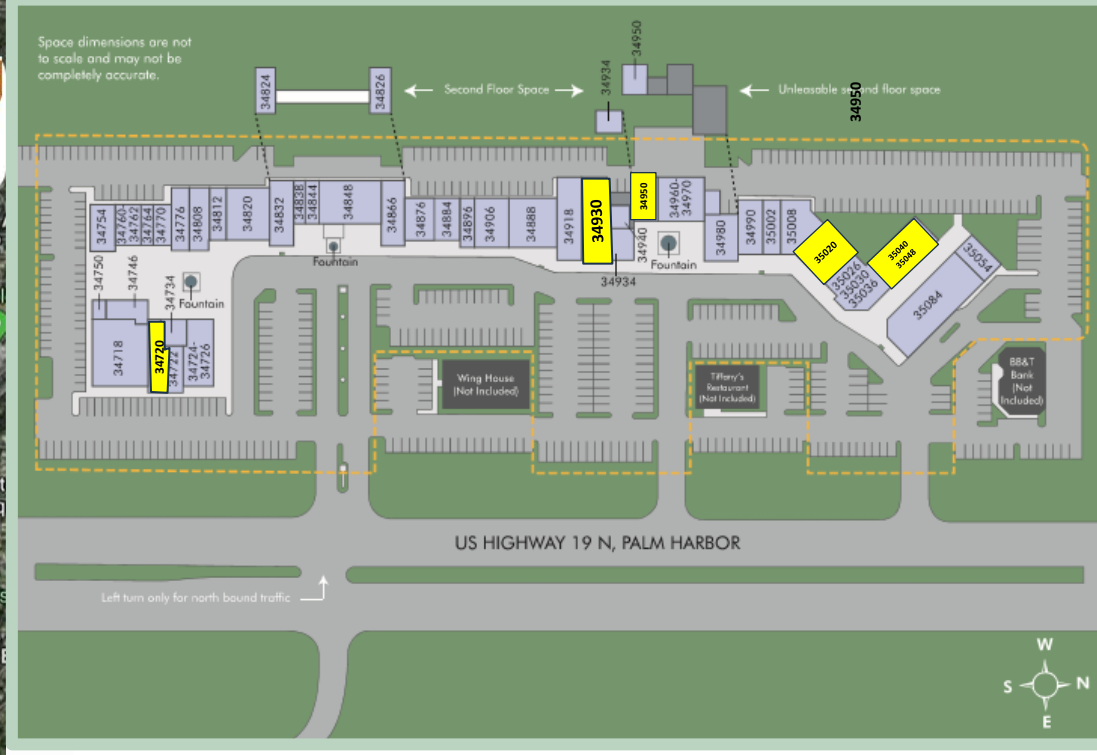 Space dimensions are not
to scale and may not be
completely accurate.
34824
34826
Second Floor Space
34934
34950
Unleasable second floor space
34950
34754
34760-
34762
34764
34770
34776
34808
34812
34820
34832
34838
34844
34848
34866
34876
34884
34896
34906
34888
34918
34930
34950
34960-
34970
34940
34934
34980
34990
35002
35008
35020
35026
35030
35036
35040
35048
35054
35084
Fountain
Fountain
Fountain
34750
34746
34734
34718
34720
34722
34724-
34726
Wing House
(Not Included)
Tiffany's
Restaurant
(Not Included)
BB&T
Bank
(Not
Included)
US HIGHWAY 19 N, PALM HARBOR
Left turn only for north bound traffic
W
S
N
E